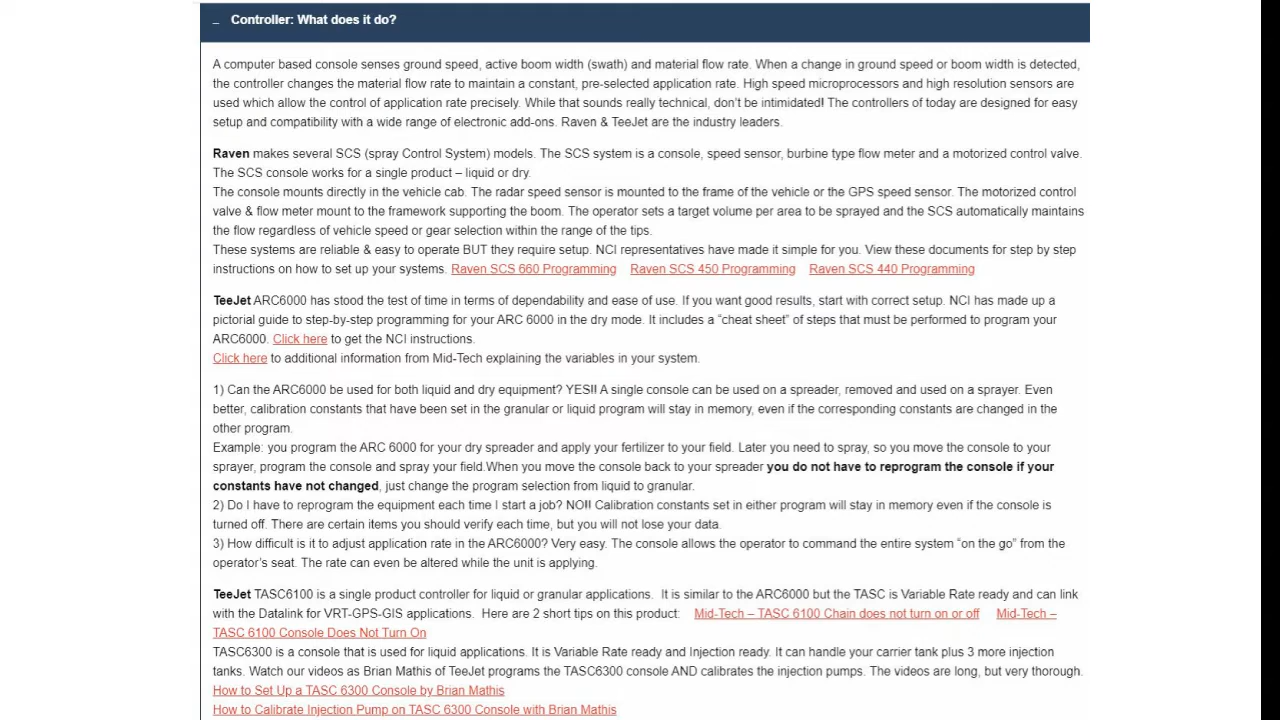 – Controller: What does it do?
A computer based console senses ground speed, active boom width (swath) and material flow rate. When a change in ground speed or boom width is detected,
the controller changes the material flow rate to maintain a constant, pre-selected application rate. High speed microprocessors and high resolution sensors are
used which allow the control of application rate precisely. While that sounds really technical, don't be intimidated! The controllers of today are designed for easy
setup and compatibility with a wide range of electronic add-ons. Raven & TeeJet are the industry leaders.
Raven makes several SCS (spray Control System) models. The SCS system is a console, speed sensor, burbine type flow meter and a motorized control valve.
The SCS console works for a single product – liquid or dry.
The console mounts directly in the vehicle cab. The radar speed sensor is mounted to the frame of the vehicle or the GPS speed sensor. The motorized control
valve & flow meter mount to the framework supporting the boom. The operator sets a target volume per area to be sprayed and the SCS automatically maintains
the flow regardless of vehicle speed or gear selection within the range of the tips.
These systems are reliable & easy to operate BUT they require setup. NCI representatives have made it simple for you. View these documents for step by step
instructions on how to set up your systems. Raven SCS 660 Programming Raven SCS 450 Programming Raven SCS 440 Programming
TeeJet ARC6000 has stood the test of time in terms of dependability and ease of use. If you want good results, start with correct setup. NCI has made up a
pictorial guide to step-by-step programming for your ARC 6000 in the dry mode. It includes a “cheat sheet” of steps that must be performed to program your
ARC6000. Click here to get the NCI instructions.
Click here to additional information from Mid-Tech explaining the variables in your system.
1) Can the ARC6000 be used for both liquid and dry equipment? YES!! A single console can be used on a spreader, removed and used on a sprayer. Even
better, calibration constants that have been set in the granular or liquid program will stay in memory, even if the corresponding constants are changed in the
other program.
Example: you program the ARC 6000 for your dry spreader and apply your fertilizer to your field. Later you need to spray, so you move the console to your
sprayer, program the console and spray your field.When you move the console back to your spreader you do not have to reprogram the console if your
constants have not changed, just change the program selection from liquid to granular.
2) Do I have to reprogram the equipment each time I start a job? NO!! Calibration constants set in either program will stay in memory even if the console is
turned off. There are certain items you should verify each time, but you will not lose your data.
3) How difficult is it to adjust application rate in the ARC6000? Very easy. The console allows the operator to command the entire system “on the go” from the
operator's seat. The rate can even be altered while the unit is applying.
TeeJet TASC6100 is a single product controller for liquid or granular applications. It is similar to the ARC6000 but the TASC is Variable Rate ready and can link
with the Datalink for VRT-GPS-GIS applications. Here are 2 short tips on this product: Mid-Tech – TASC 6100 Chain does not turn on or off Mid-Tech –
TASC 6100 Console Does Not Turn On
TASC6300 is a console that is used for liquid applications. It is Variable Rate ready and Injection ready. It can handle your carrier tank plus 3 more injection
tanks. Watch our videos as Brian Mathis of TeeJet programs the TASC6300 console AND calibrates the injection pumps. The videos are long, but very thorough.
How to Set Up a TASC 6300 Console by Brian Mathis
How to Calibrate Injection Pump on TASC 6300 Console with Brian Mathis